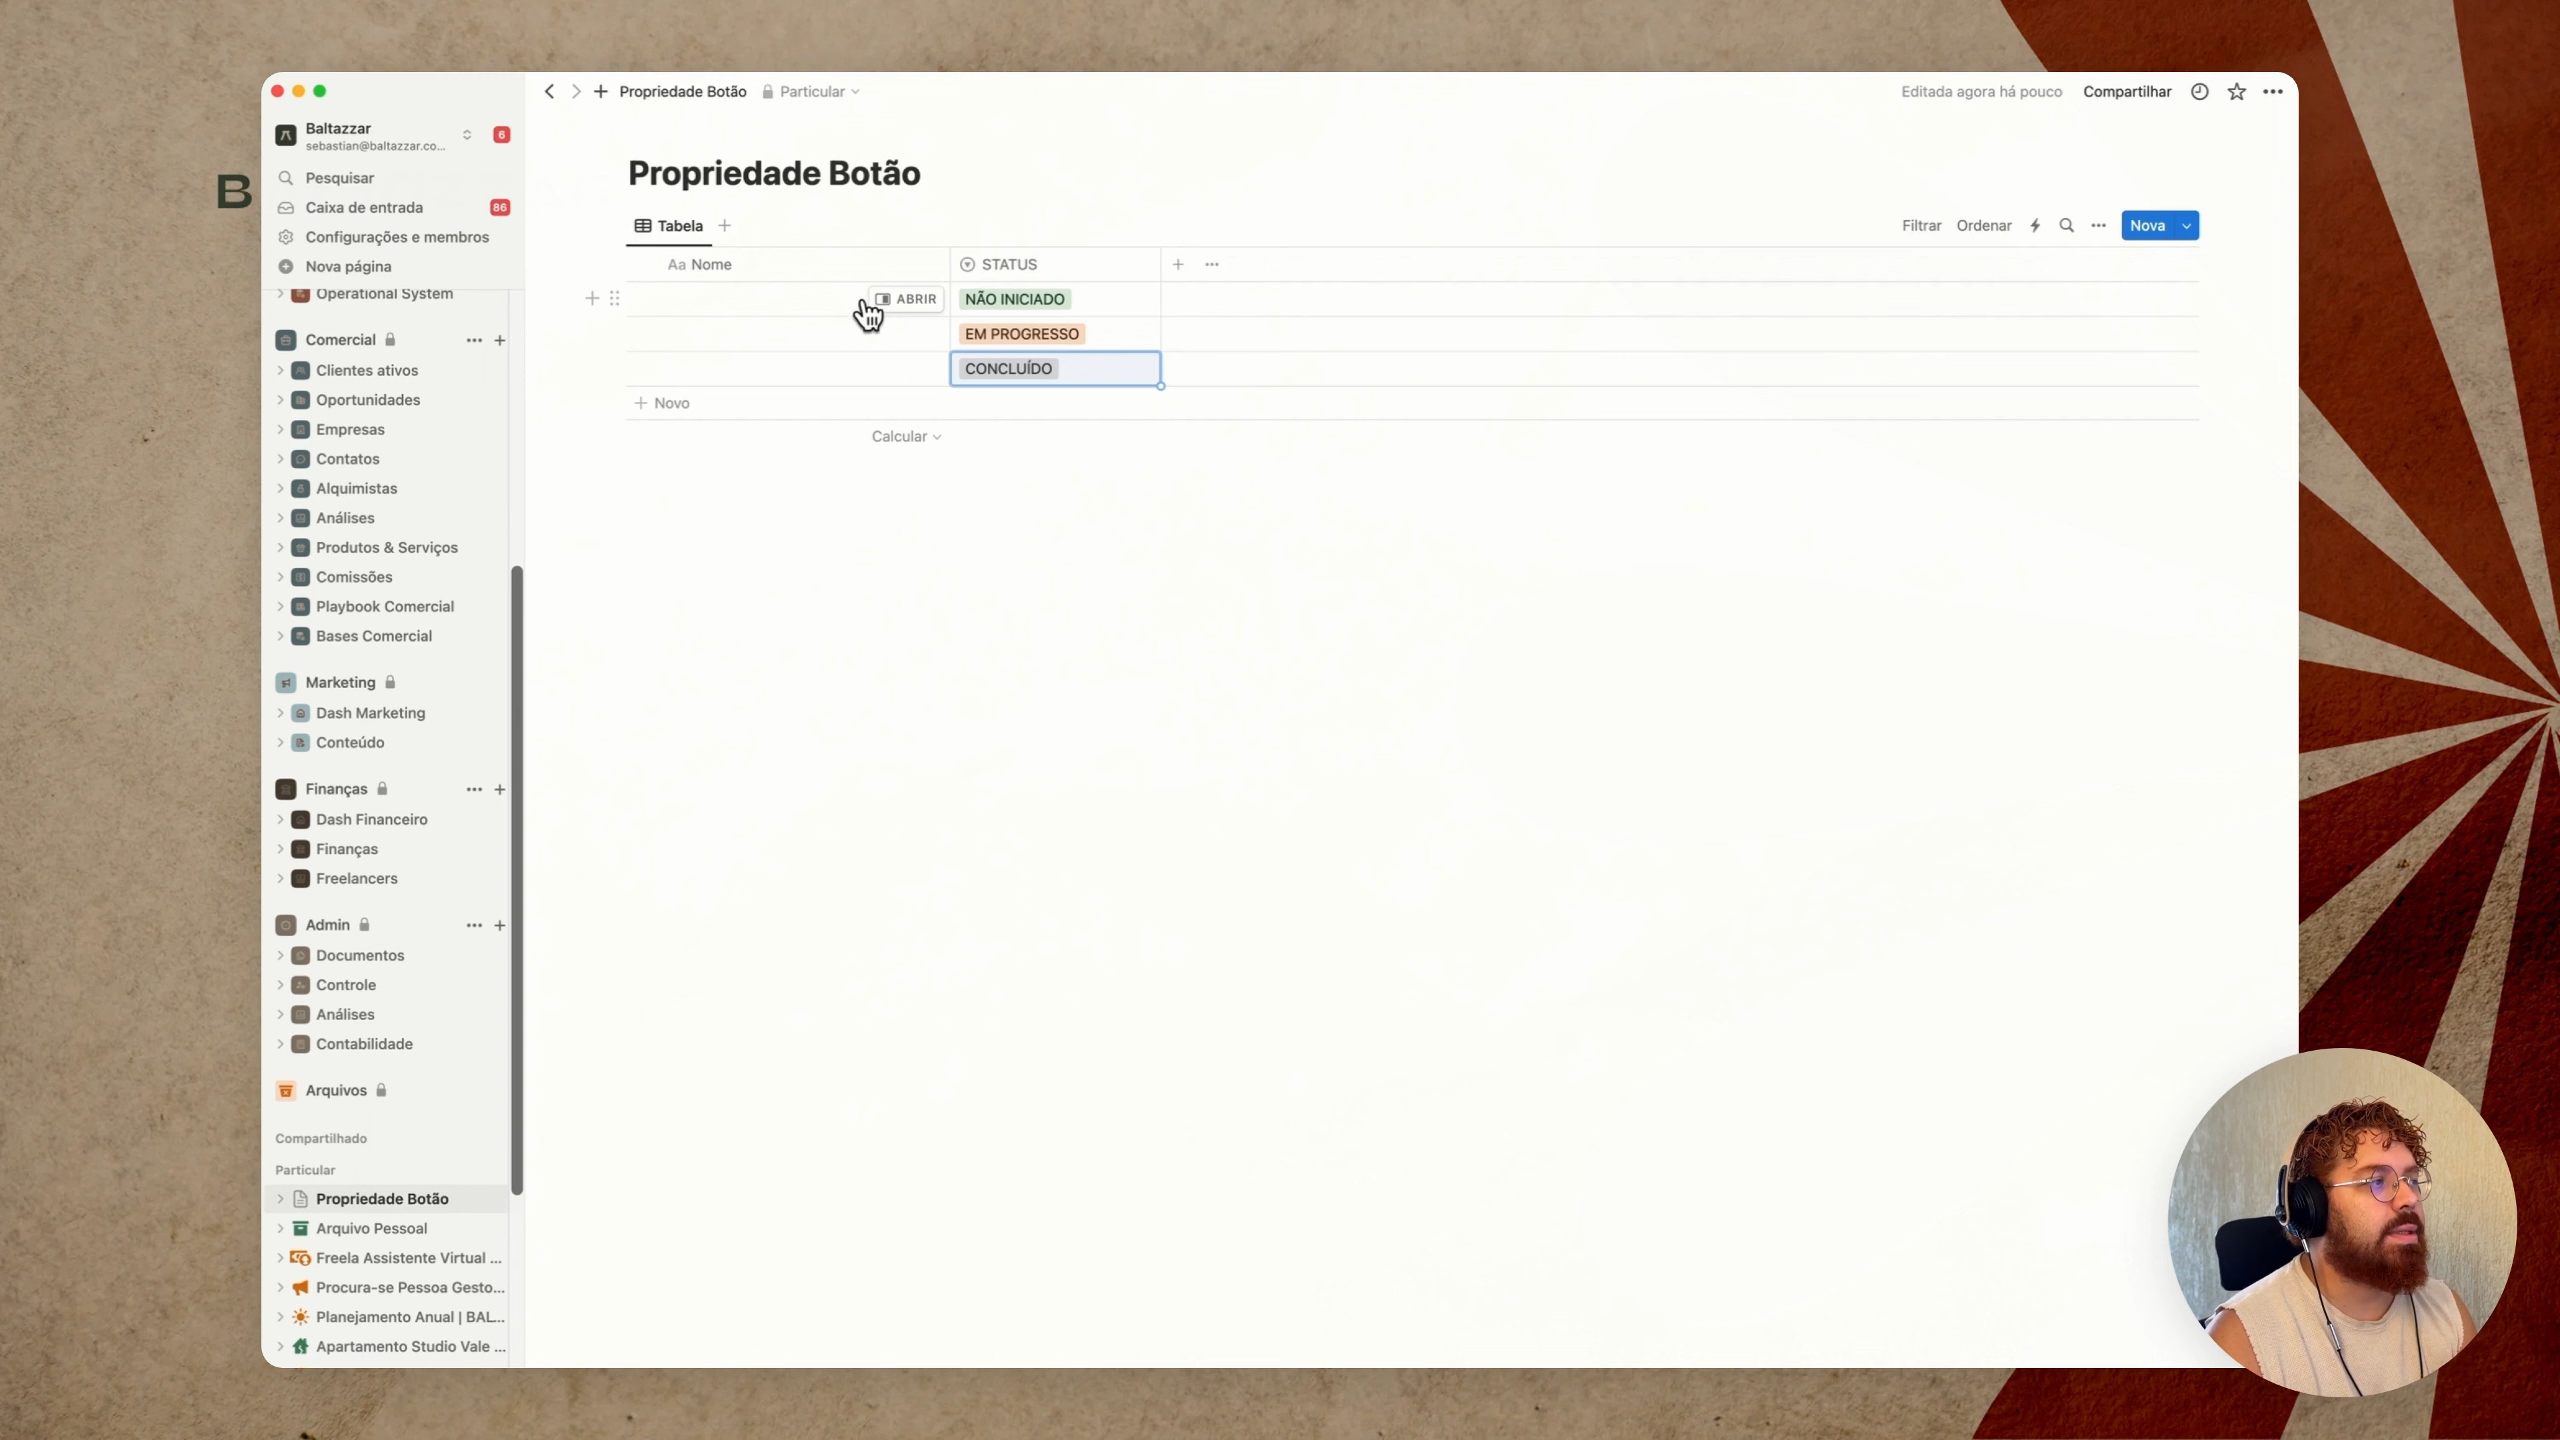 B
Baltazzar
sebastian@baltazzar.co...
6
Pesquisar
Caixa de entrada
86
Configurações e membros
Nova página
Operational System
Comercial
Clientes ativos
Oportunidades
Empresas
Contatos
Alquimistas
Análises
Produtos & Serviços
Comissões
Playbook Comercial
Bases Comercial
Marketing
Dash Marketing
Conteúdo
Finanças
Dash Financeiro
Finanças
Freelancers
Admin
Documentos
Controle
Análises
Contabilidade
Arquivos
Compartilhado
Particular
Propriedade Botão
Arquivo Pessoal
Freela Assistente Virtual ...
Procura-se Pessoa Gesto...
Planejamento Anual | BAL...
Apartamento Studio Vale ...
Propriedade Botão Particular
Editada agora há pouco Compartilhar
Propriedade Botão
Tabela
Filtrar Ordenar Nova
Aa Nome STATUS
ABRIR NÃO INICIADO
EM PROGRESSO
CONCLUÍDO
Novo
Calcular